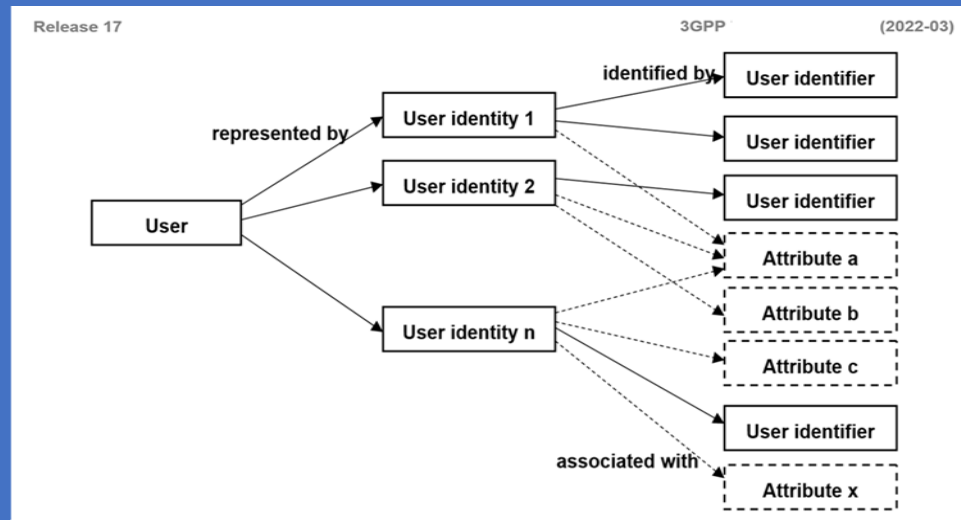 Release 17 3GPP (2022-03)
identified by
User identifier
User identity 1
represented by
User identifier
User identity 2
User identifier
User
Attribute a
Attribute b
User identity n
Attribute c
User identifier
associated with
Attribute x